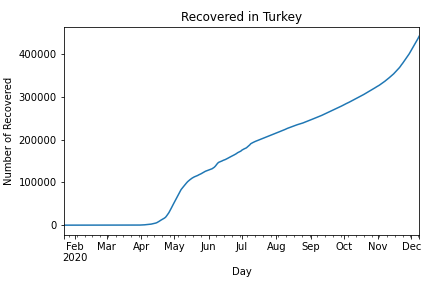 Recovered in Turkey
Number of Recovered
400000
300000
200000
100000
0
Feb Mar Apr May Jun Jul Aug Sep Oct Nov Dec
2020
Day